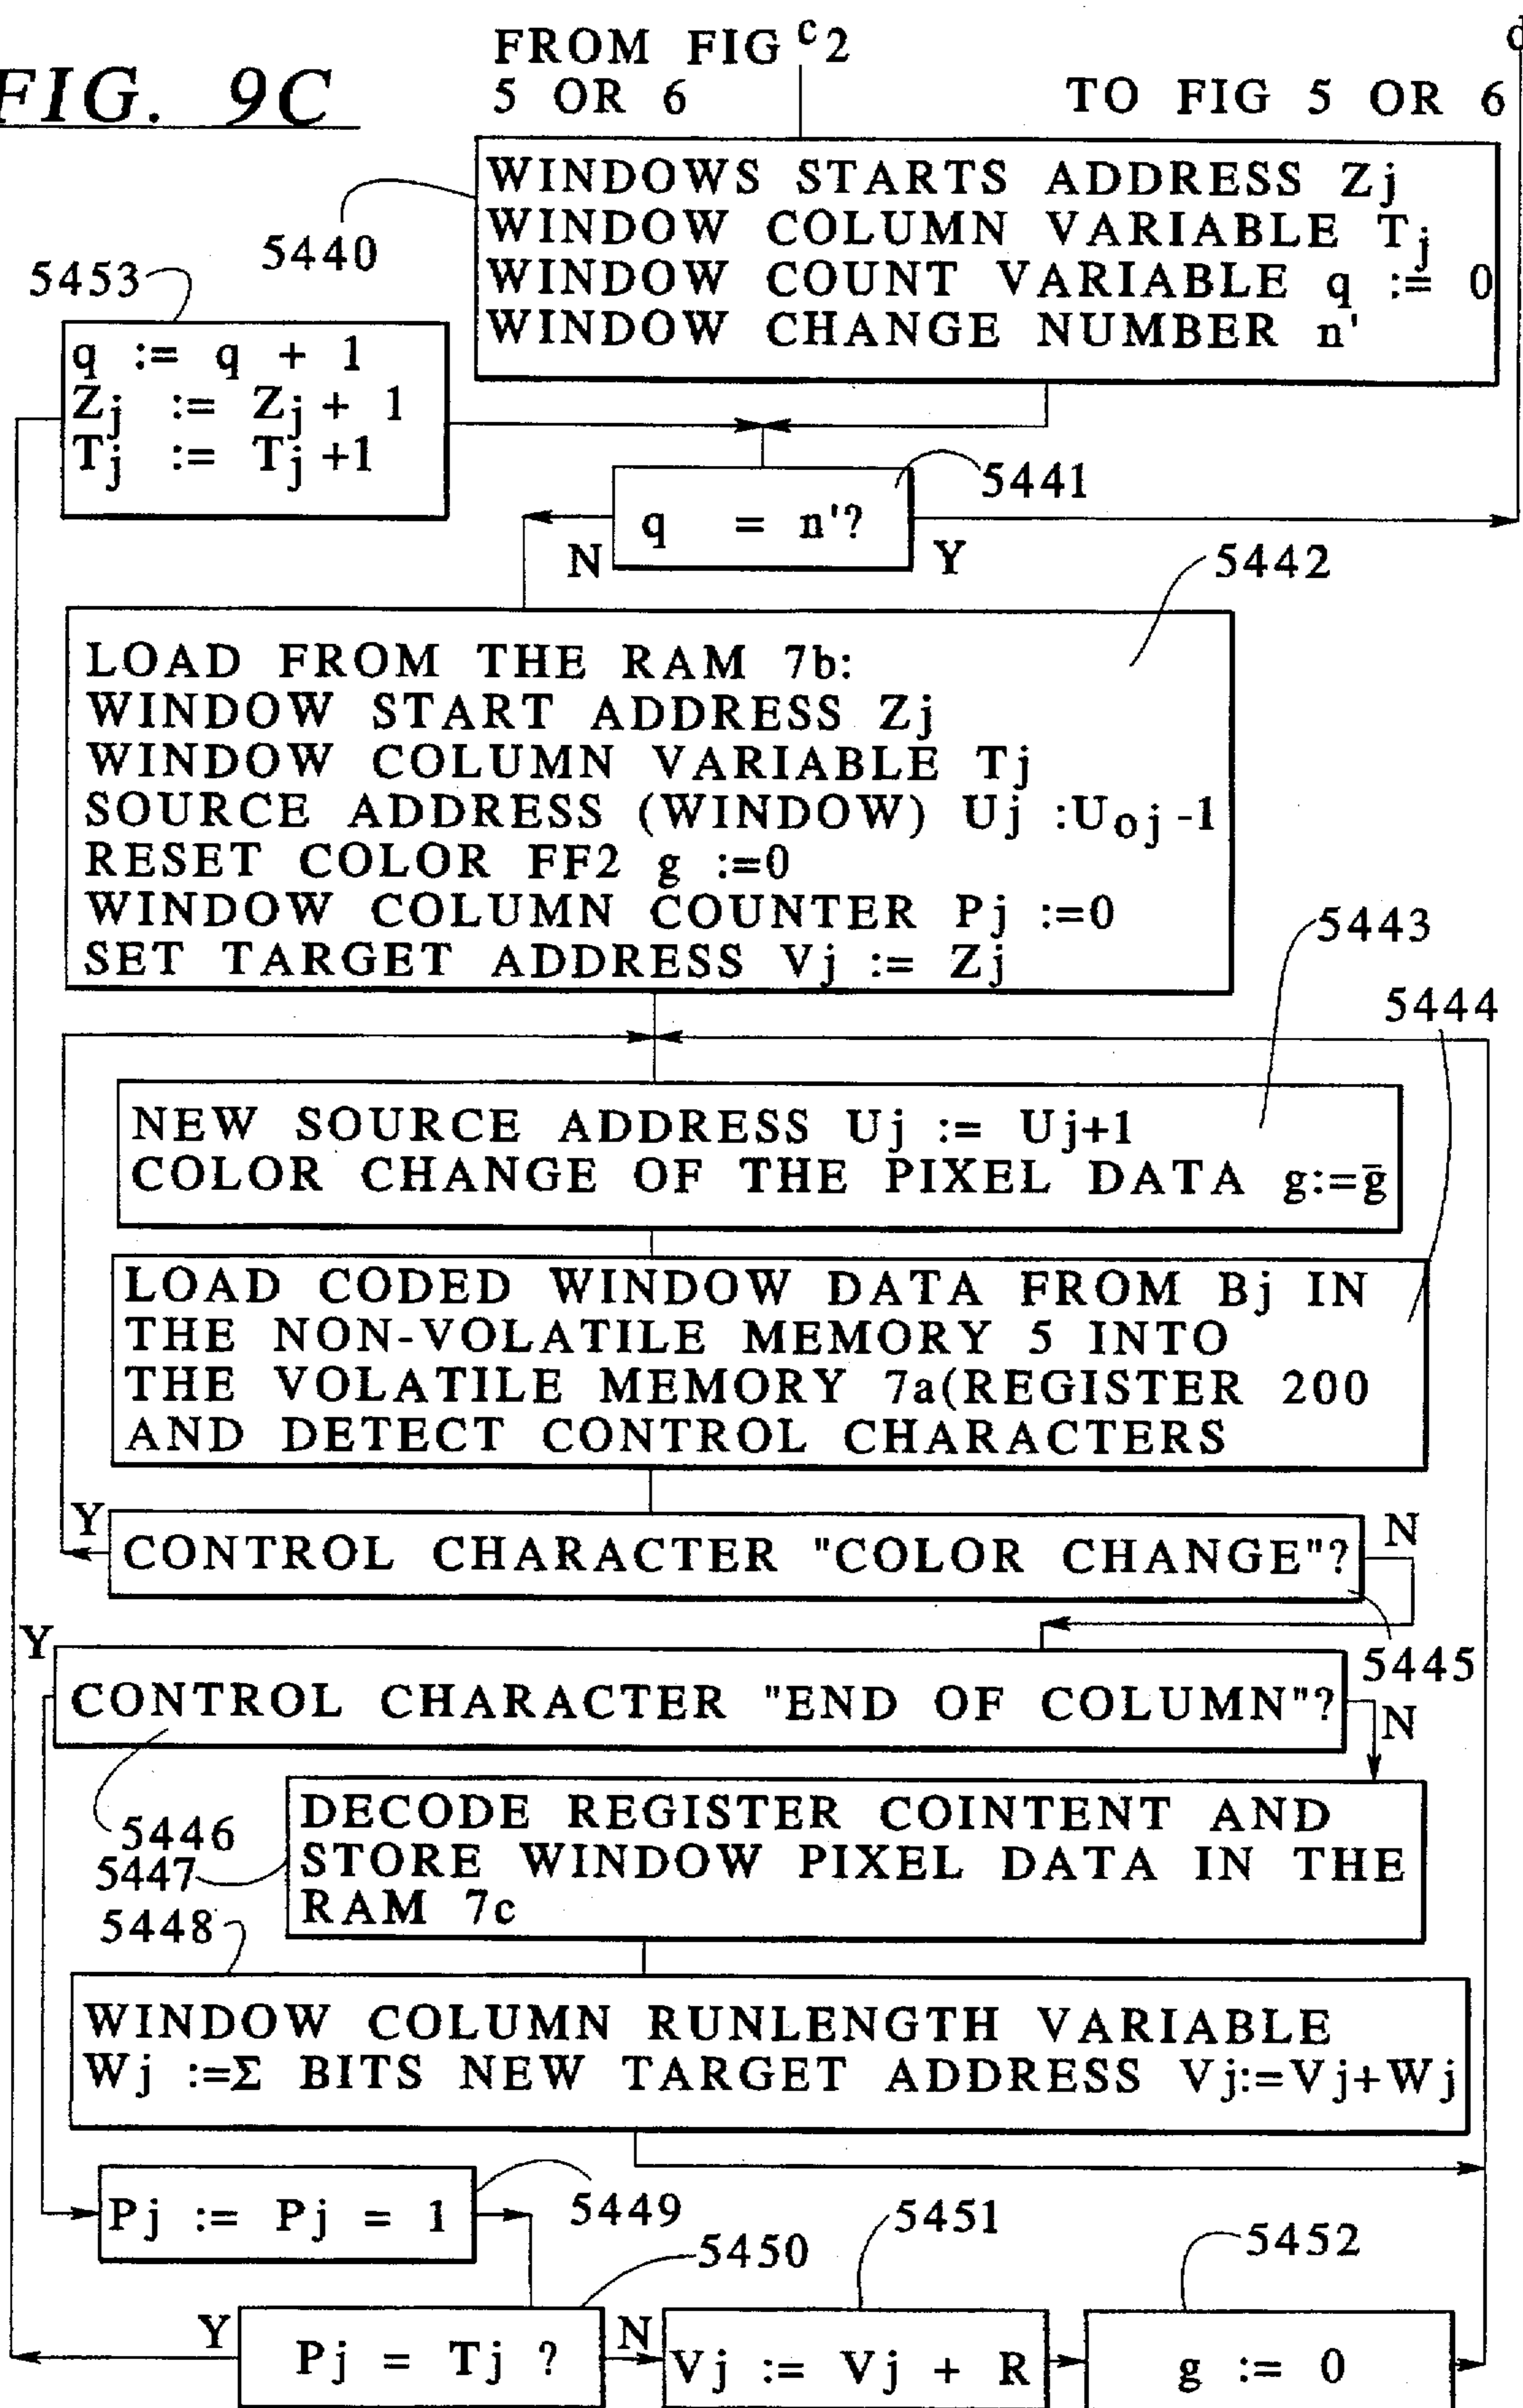 FIG. 9C
FROM FIG c2
5 OR 6
TO FIG 5 OR 6
d
WINDOWS STARTS ADDRESS Zj
WINDOW COLUMN VARIABLE Tj
WINDOW COUNT VARIABLE q := 0
WINDOW CHANGE NUMBER n'
5440
5453
q := q + 1
Zj := Zj + 1
Tj := Tj +1
5441
q = n'?
N
Y
5442
LOAD FROM THE RAM 7b:
WINDOW START ADDRESS Zj
WINDOW COLUMN VARIABLE Tj
SOURCE ADDRESS (WINDOW) Uj :Uoj -1
RESET COLOR FF2 g :=0
WINDOW COLUMN COUNTER Pj :=0
SET TARGET ADDRESS Vj := Zj
5443
5444
NEW SOURCE ADDRESS Uj := Uj+1
COLOR CHANGE OF THE PIXEL DATA g:=ḡ
LOAD CODED WINDOW DATA FROM Bj IN
THE NON-VOLATILE MEMORY 5 INTO
THE VOLATILE MEMORY 7a(REGISTER 200
AND DETECT CONTROL CHARACTERS
Y
CONTROL CHARACTER "COLOR CHANGE"?
N
5445
Y
CONTROL CHARACTER "END OF COLUMN"?
N
5446
5447
DECODE REGISTER COINTENT AND
STORE WINDOW PIXEL DATA IN THE
RAM 7c
5448
WINDOW COLUMN RUNLENGTH VARIABLE
Wj :=Σ BITS NEW TARGET ADDRESS Vj:=Vj+Wj
Pj := Pj = 1
5449
5450
5451
5452
Y
Pj = Tj ?
N
Vj := Vj + R
g := 0